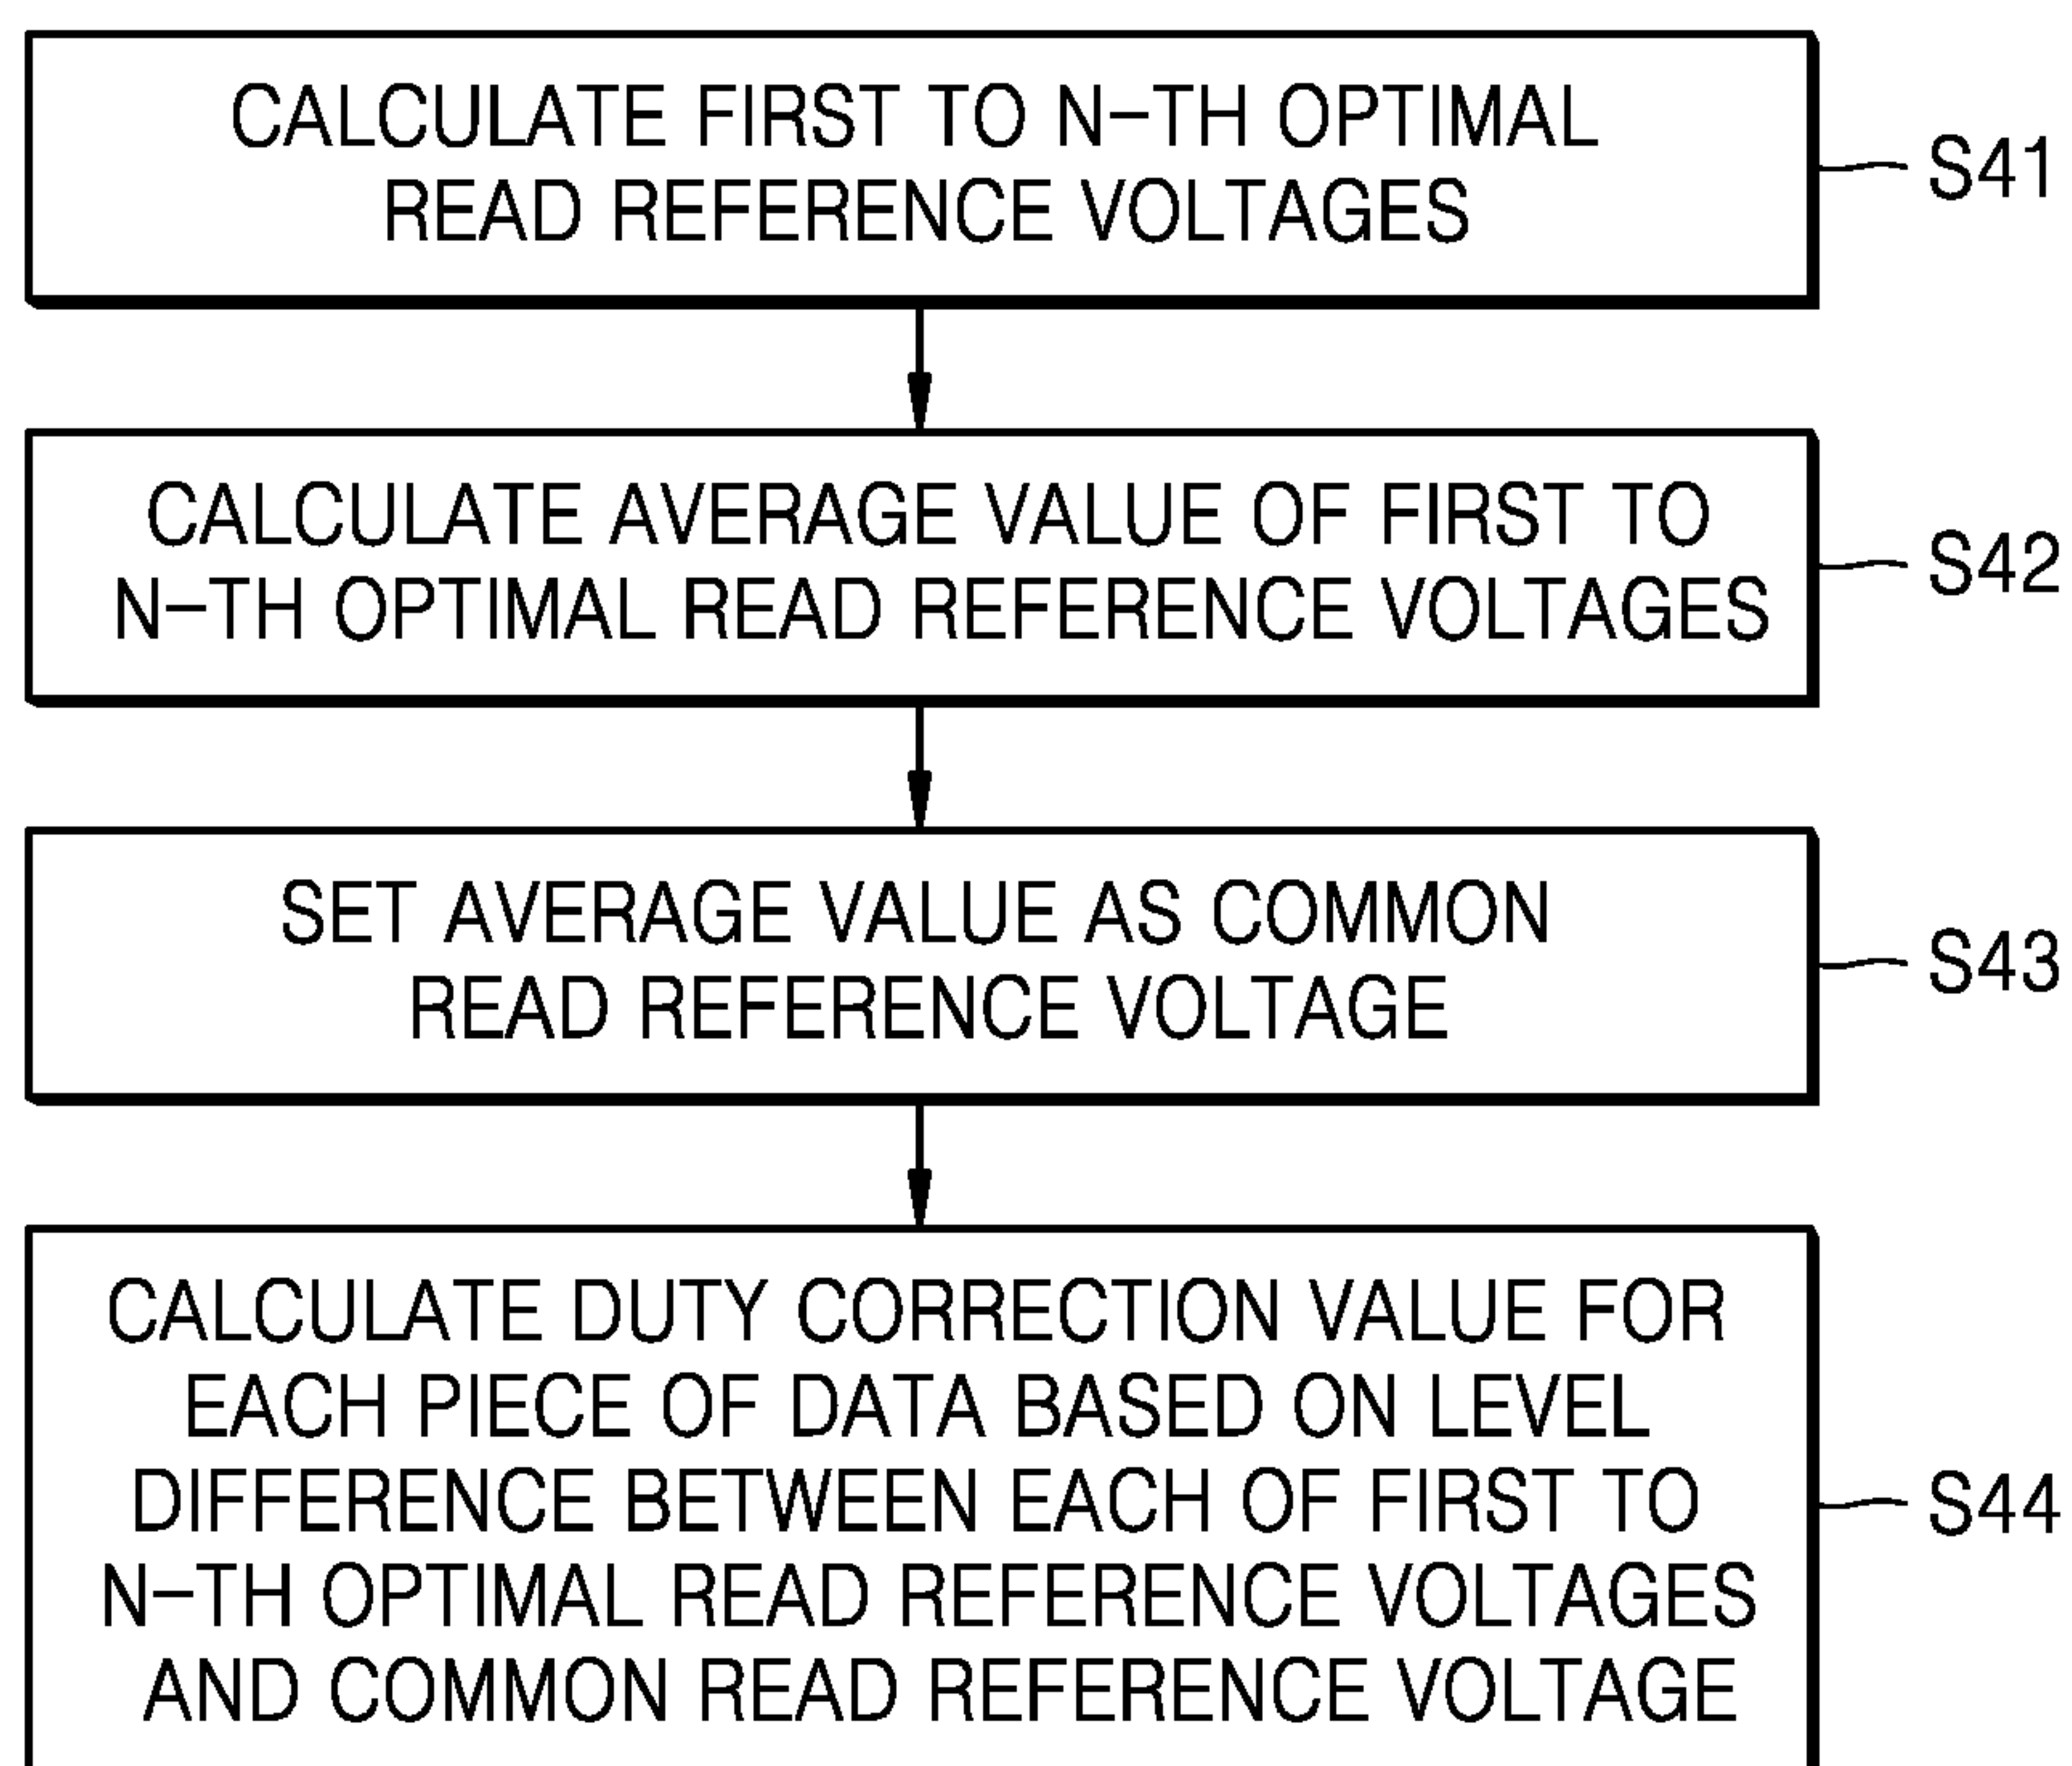 CALCULATE FIRST TO N-TH OPTIMAL
READ REFERENCE VOLTAGES
S41
CALCULATE AVERAGE VALUE OF FIRST TO
N-TH OPTIMAL READ REFERENCE VOLTAGES
S42
SET AVERAGE VALUE AS COMMON
READ REFERENCE VOLTAGE
S43
CALCULATE DUTY CORRECTION VALUE FOR
EACH PIECE OF DATA BASED ON LEVEL
DIFFERENCE BETWEEN EACH OF FIRST TO
N-TH OPTIMAL READ REFERENCE VOLTAGES
AND COMMON READ REFERENCE VOLTAGE
S44